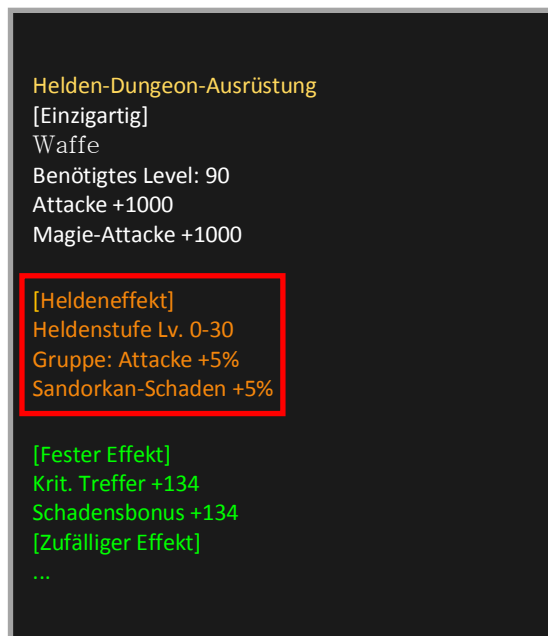 Helden-Dungeon-Ausrüstung
[Einzigartig]
Waffe
Benötigtes Level: 90
Attacke +1000
Magie-Attacke +1000
[Heldeneffekt]
Heldenstufe Lv. 0-30
Gruppe: Attacke +5%
Sandorkan-Schaden +5%
[Fester Effekt]
Krit. Treffer +134
Schadensbonus +134
[Zufälliger Effekt]
...